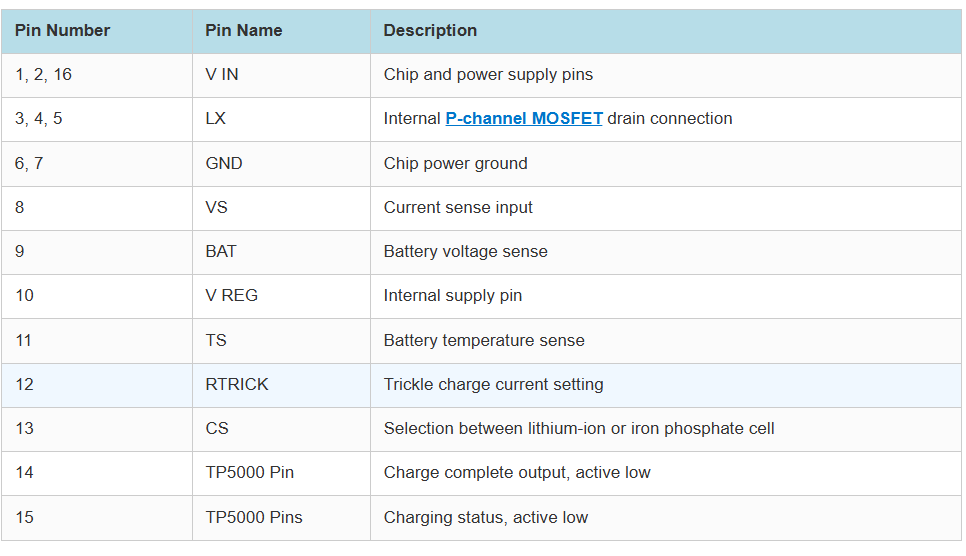 Pin Number Pin Name Description
1, 2, 16 V IN Chip and power supply pins
3, 4, 5 LX Internal P-channel MOSFET drain connection
6, 7 GND Chip power ground
8 VS Current sense input
9 BAT Battery voltage sense
10 V REG Internal supply pin
11 TS Battery temperature sense
12 RTRICK Trickle charge current setting
13 CS Selection between lithium-ion or iron phosphate cell
14 TP5000 Pin Charge complete output, active low
15 TP5000 Pins Charging status, active low